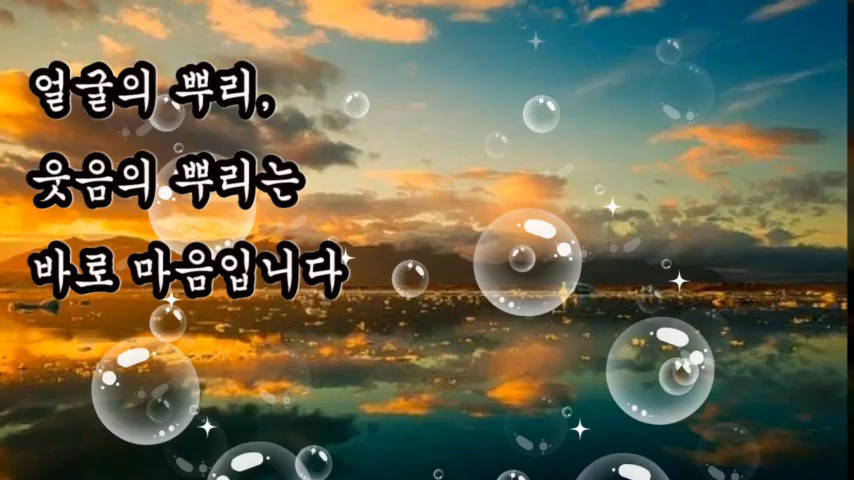 얼굴의 뿌리,
웃음의 뿌리는
바로 마음입니다